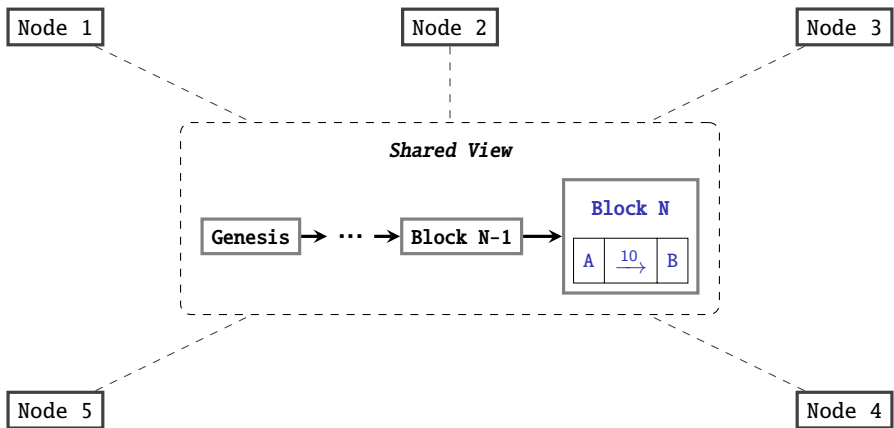 Node 1
Node 2
Node 3
Shared View
Genesis
...
Block N-1
Block N
A
10
B
Node 5
Node 4